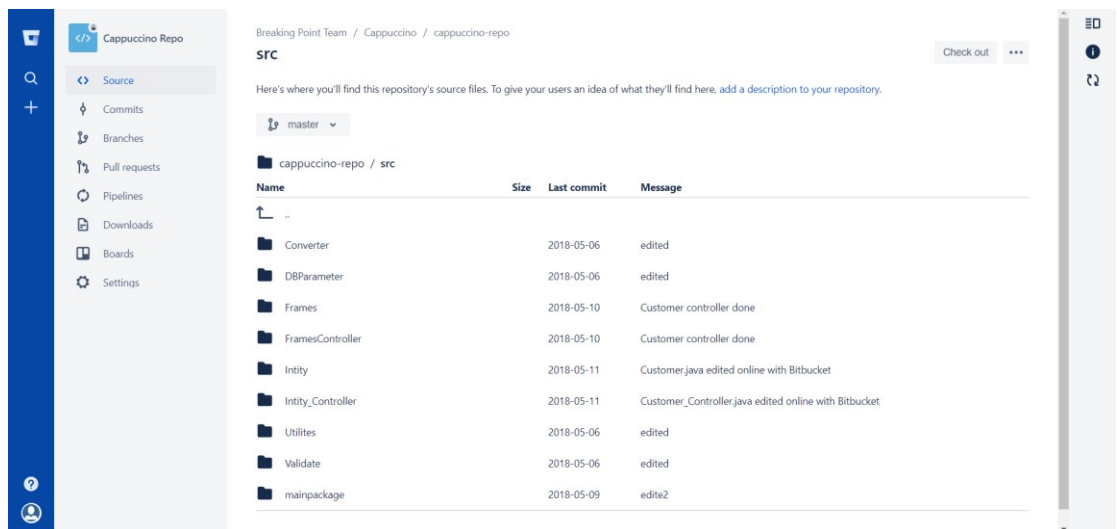 Cappuccino Repo
Source
Commits
Branches
Pull requests
Pipelines
Downloads
Boards
Settings
Breaking Point Team / Cappuccino / cappuccino-repo
src
Check out
Here's where you'll find this repository's source files. To give your users an idea of what they'll find here, add a description to your repository.
master
cappuccino-repo / src
Name Size Last commit Message
..
Converter 2018-05-06 edited
DBParameter 2018-05-06 edited
Frames 2018-05-10 Customer controller done
FramesController 2018-05-10 Customer controller done
Intity 2018-05-11 Customer.java edited online with Bitbucket
Intity_Controller 2018-05-11 Customer_Controller.java edited online with Bitbucket
Utilites 2018-05-06 edited
Validate 2018-05-06 edited
mainpackage 2018-05-09 edite2